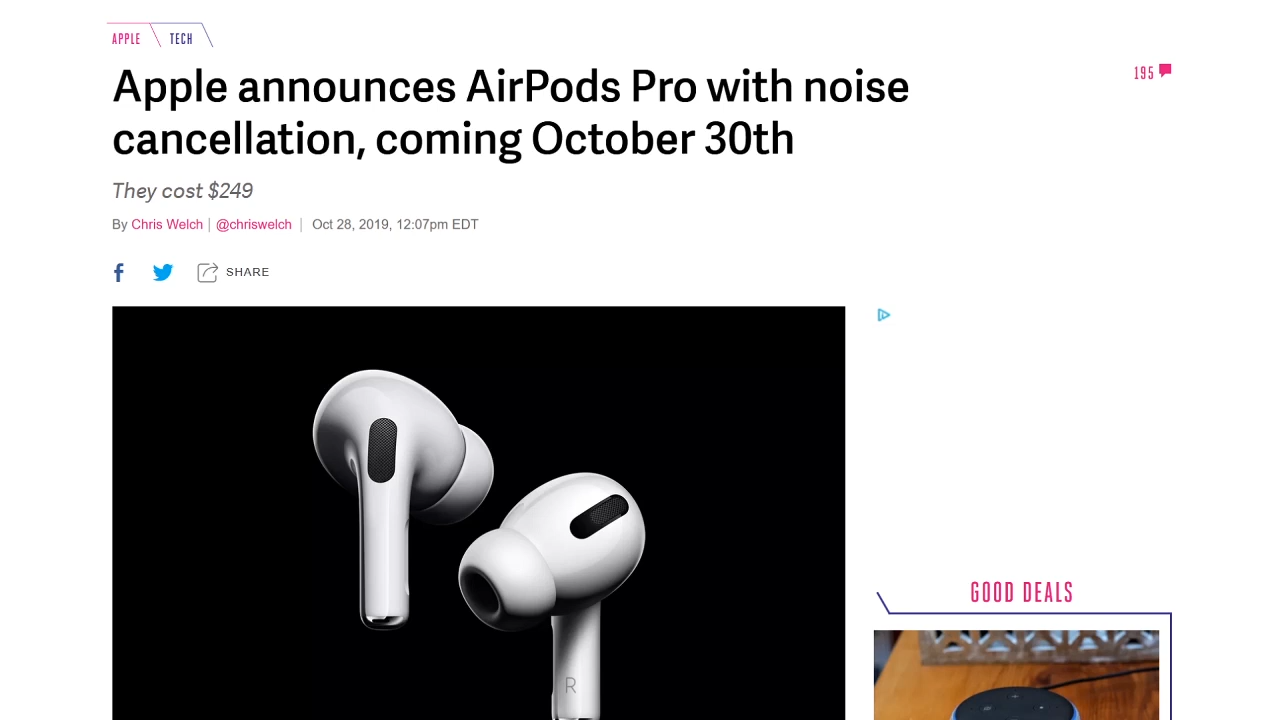 APPLE TECH
Apple announces AirPods Pro with noise
cancellation, coming October 30th
195
They cost $249
By Chris Welch | @chriswelch | Oct 28, 2019, 12:07pm EDT
SHARE
R
GOOD DEALS